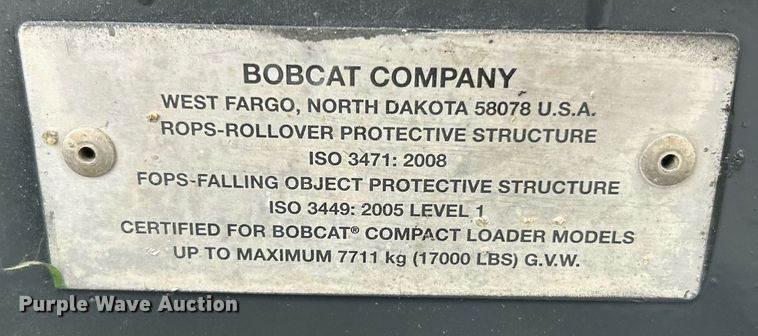 BOBCAT COMPANY
WEST FARGO, NORTH DAKOTA 58078 U.S.A.
ROPS-ROLLOVER PROTECTIVE STRUCTURE
ISO 3471: 2008
FOPS-FALLING OBJECT PROTECTIVE STRUCTURE
ISO 3449: 2005 LEVEL 1
CERTIFIED FOR BOBCAT® COMPACT LOADER MODELS
UP TO MAXIMUM 7711 kg (17000 LBS) G.V.W.
Purple Wave Auction